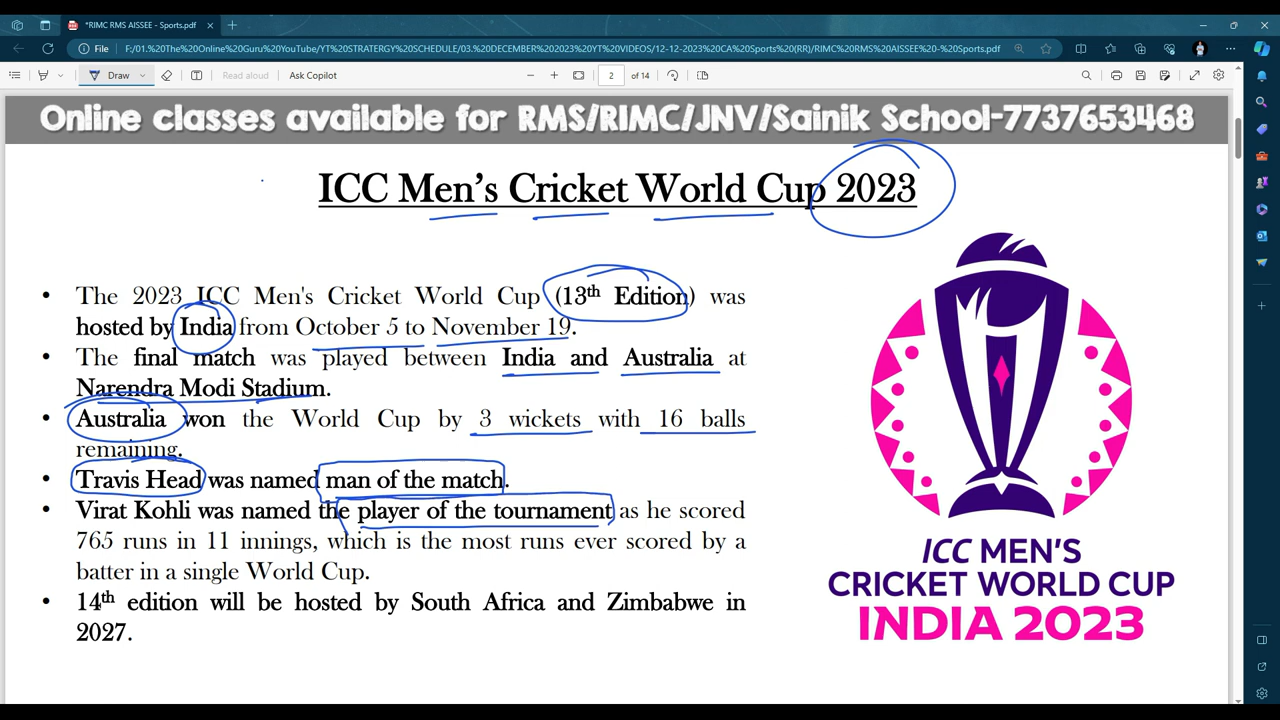 *RIMC RMS AISSEE - Sports.pdf
File F:/01.%20The%20Online%20Guru%20YouTube/YT%20STRATERGY%20SCHEDULE/03.%20DECEMBER%202023%20YT%20VIDEOS/12-12-2023%20CA%20Sports%20(RR)/RIMC%20RMS%20AISSEE%20-%20Sports.pdf
Draw Read aloud Ask Copilot 2 of 14
Online classes available for RMS/RIMC/JNV/Sainik School-7737653468
ICC Men's Cricket World Cup 2023
• The 2023 ICC Men's Cricket World Cup (13th Edition) was
hosted by India from October 5 to November 19.
• The final match was played between India and Australia at
Narendra Modi Stadium.
• Australia won the World Cup by 3 wickets with 16 balls
remaining.
• Travis Head was named man of the match.
• Virat Kohli was named the player of the tournament as he scored
765 runs in 11 innings, which is the most runs ever scored by a
batter in a single World Cup.
• 14th edition will be hosted by South Africa and Zimbabwe in
2027.
ICC MEN'S
CRICKET WORLD CUP
INDIA 2023